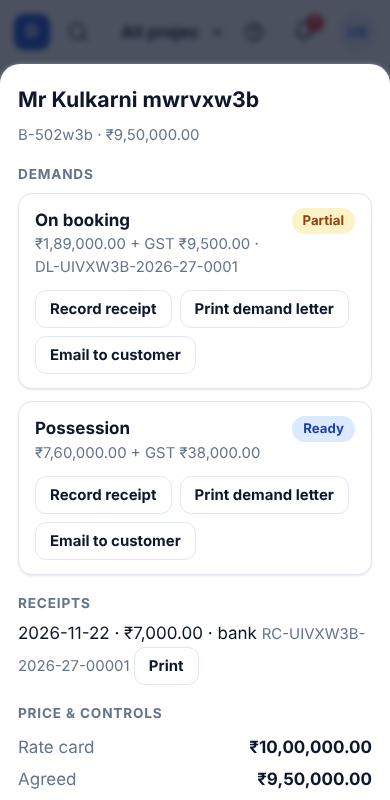 All projec
Mr Kulkarni mwrvxw3b
B-502w3b · ₹9,50,000.00
DEMANDS
On booking
Partial
₹1,89,000.00 + GST ₹9,500.00 ·
DL-UIVXW3B-2026-27-0001
Record receipt
Print demand letter
Email to customer
Possession
Ready
₹7,60,000.00 + GST ₹38,000.00
Record receipt
Print demand letter
Email to customer
RECEIPTS
2026-11-22 · ₹7,000.00 · bank RC-UIVXW3B-
2026-27-00001 Print
PRICE & CONTROLS
Rate card ₹10,00,000.00
Agreed ₹9,50,000.00